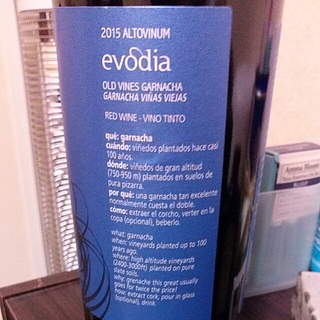 2015 ALTOVINUM
evodia
OLD VINES GARNACHA
GARNACHA VIÑAS VIEJAS
RED WINE - VINO TINTO
qué: garnacha
cuándo: viñedos plantados hace casi
100 años.
dónde: viñedos de gran altitud
(750-950 m) plantados en suelos de
pura pizarra.
por qué: una garnacha tan excelente
normalmente cuesta el doble.
cómo: extraer el corcho, verter en la
copa (opcional), beberlo.
what: garnacha
when: vineyards planted up to 100
years ago.
where: high altitude vineyards
(2400-3000ft) planted on pure
slate soils.
why: grenache this good usually
goes for twice the price!
how: extract cork, pour in glass
(optional), drink.